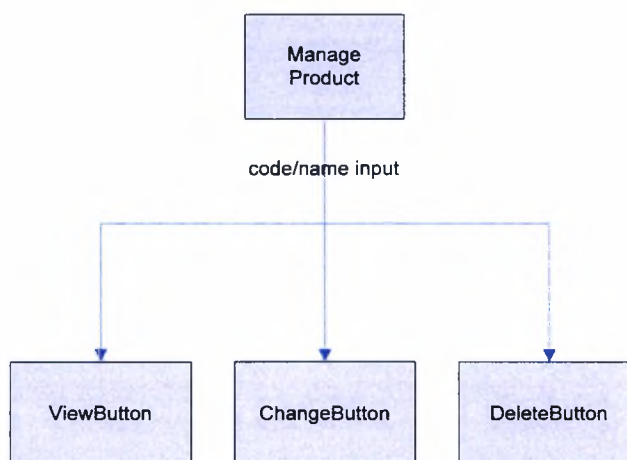 Manage
Product
code/name input
ViewButton
ChangeButton
DeleteButton